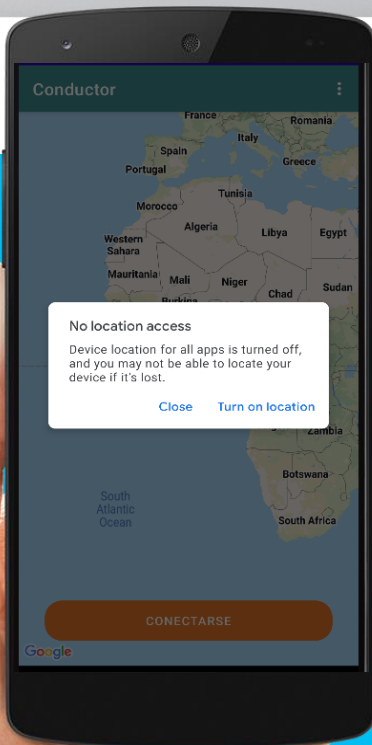 Conductor
France
Romania
Italy
Spain
Greece
Portugal
Tunisia
Morocco
Algeria
Libya
Egypt
Western
Sahara
Mauritania
Mali
Niger
Chad
Sudan
Burkina
No location access
Device location for all apps is turned off,
and you may not be able to locate your
device if it's lost.
Close
Turn on location
Zambia
Botswana
South
Atlantic
Ocean
South Africa
CONECTARSE
Google